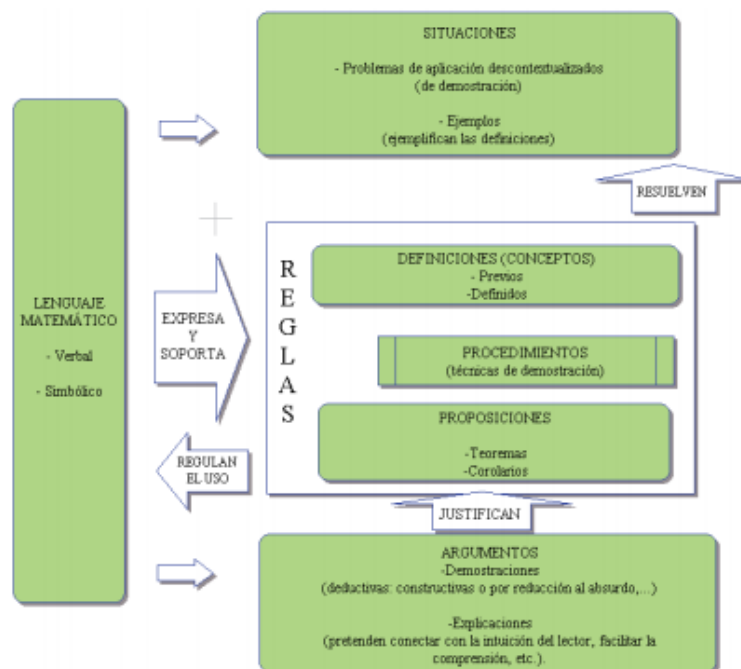 SITUACIONES
- Problemas de aplicación descontextualizados
(de demostración)
- Ejemplos
(ejemplifican las definiciones)
RESUELVEN
LENGUAJE
MATEMÁTICO
- Verbal
- Simbólico
EXPRESA
Y
SOPORTA
REGULAN
EL USO
REGLAS
DEFINICIONES (CONCEPTOS)
- Previos
-Definidos
PROCEDIMIENTOS
(técnicas de demostración)
PROPOSICIONES
-Teoremas
-Corolarios
JUSTIFICAN
ARGUMENTOS
-Demostraciones
(deductivas: constructivas o por reducción al absurdo,...)
-Explicaciones
(pretenden conectar con la intuición del lector, facilitar la
comprensión, etc.).